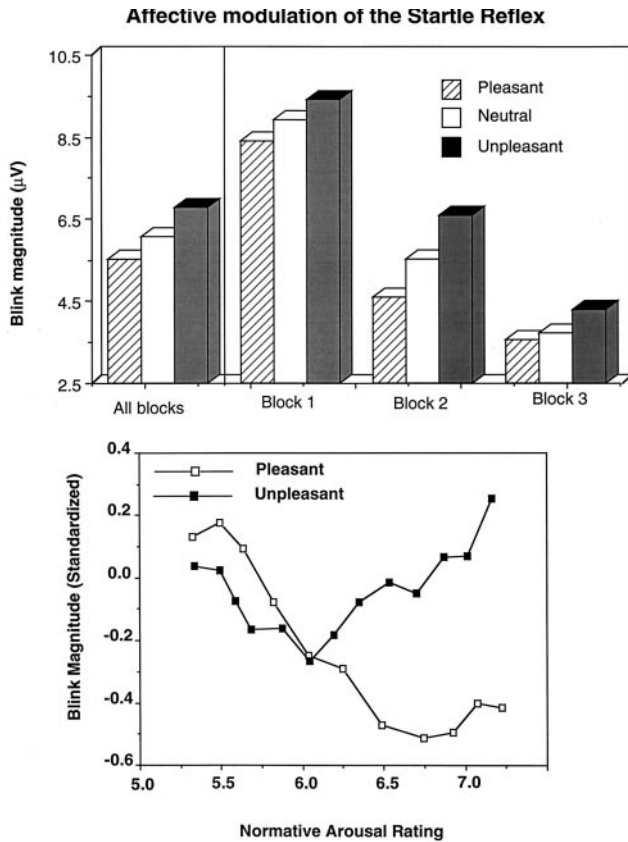 Affective modulation of the Startle Reflex
10.5
8.5
6.5
4.5
2.5
Blink magnitude (μV)
Pleasant
Neutral
Unpleasant
All blocks
Block 1
Block 2
Block 3
0.4
0.2
0.0
-0.2
-0.4
-0.6
Blink Magnitude (Standardized)
Pleasant
Unpleasant
5.0
5.5
6.0
6.5
7.0
Normative Arousal Rating